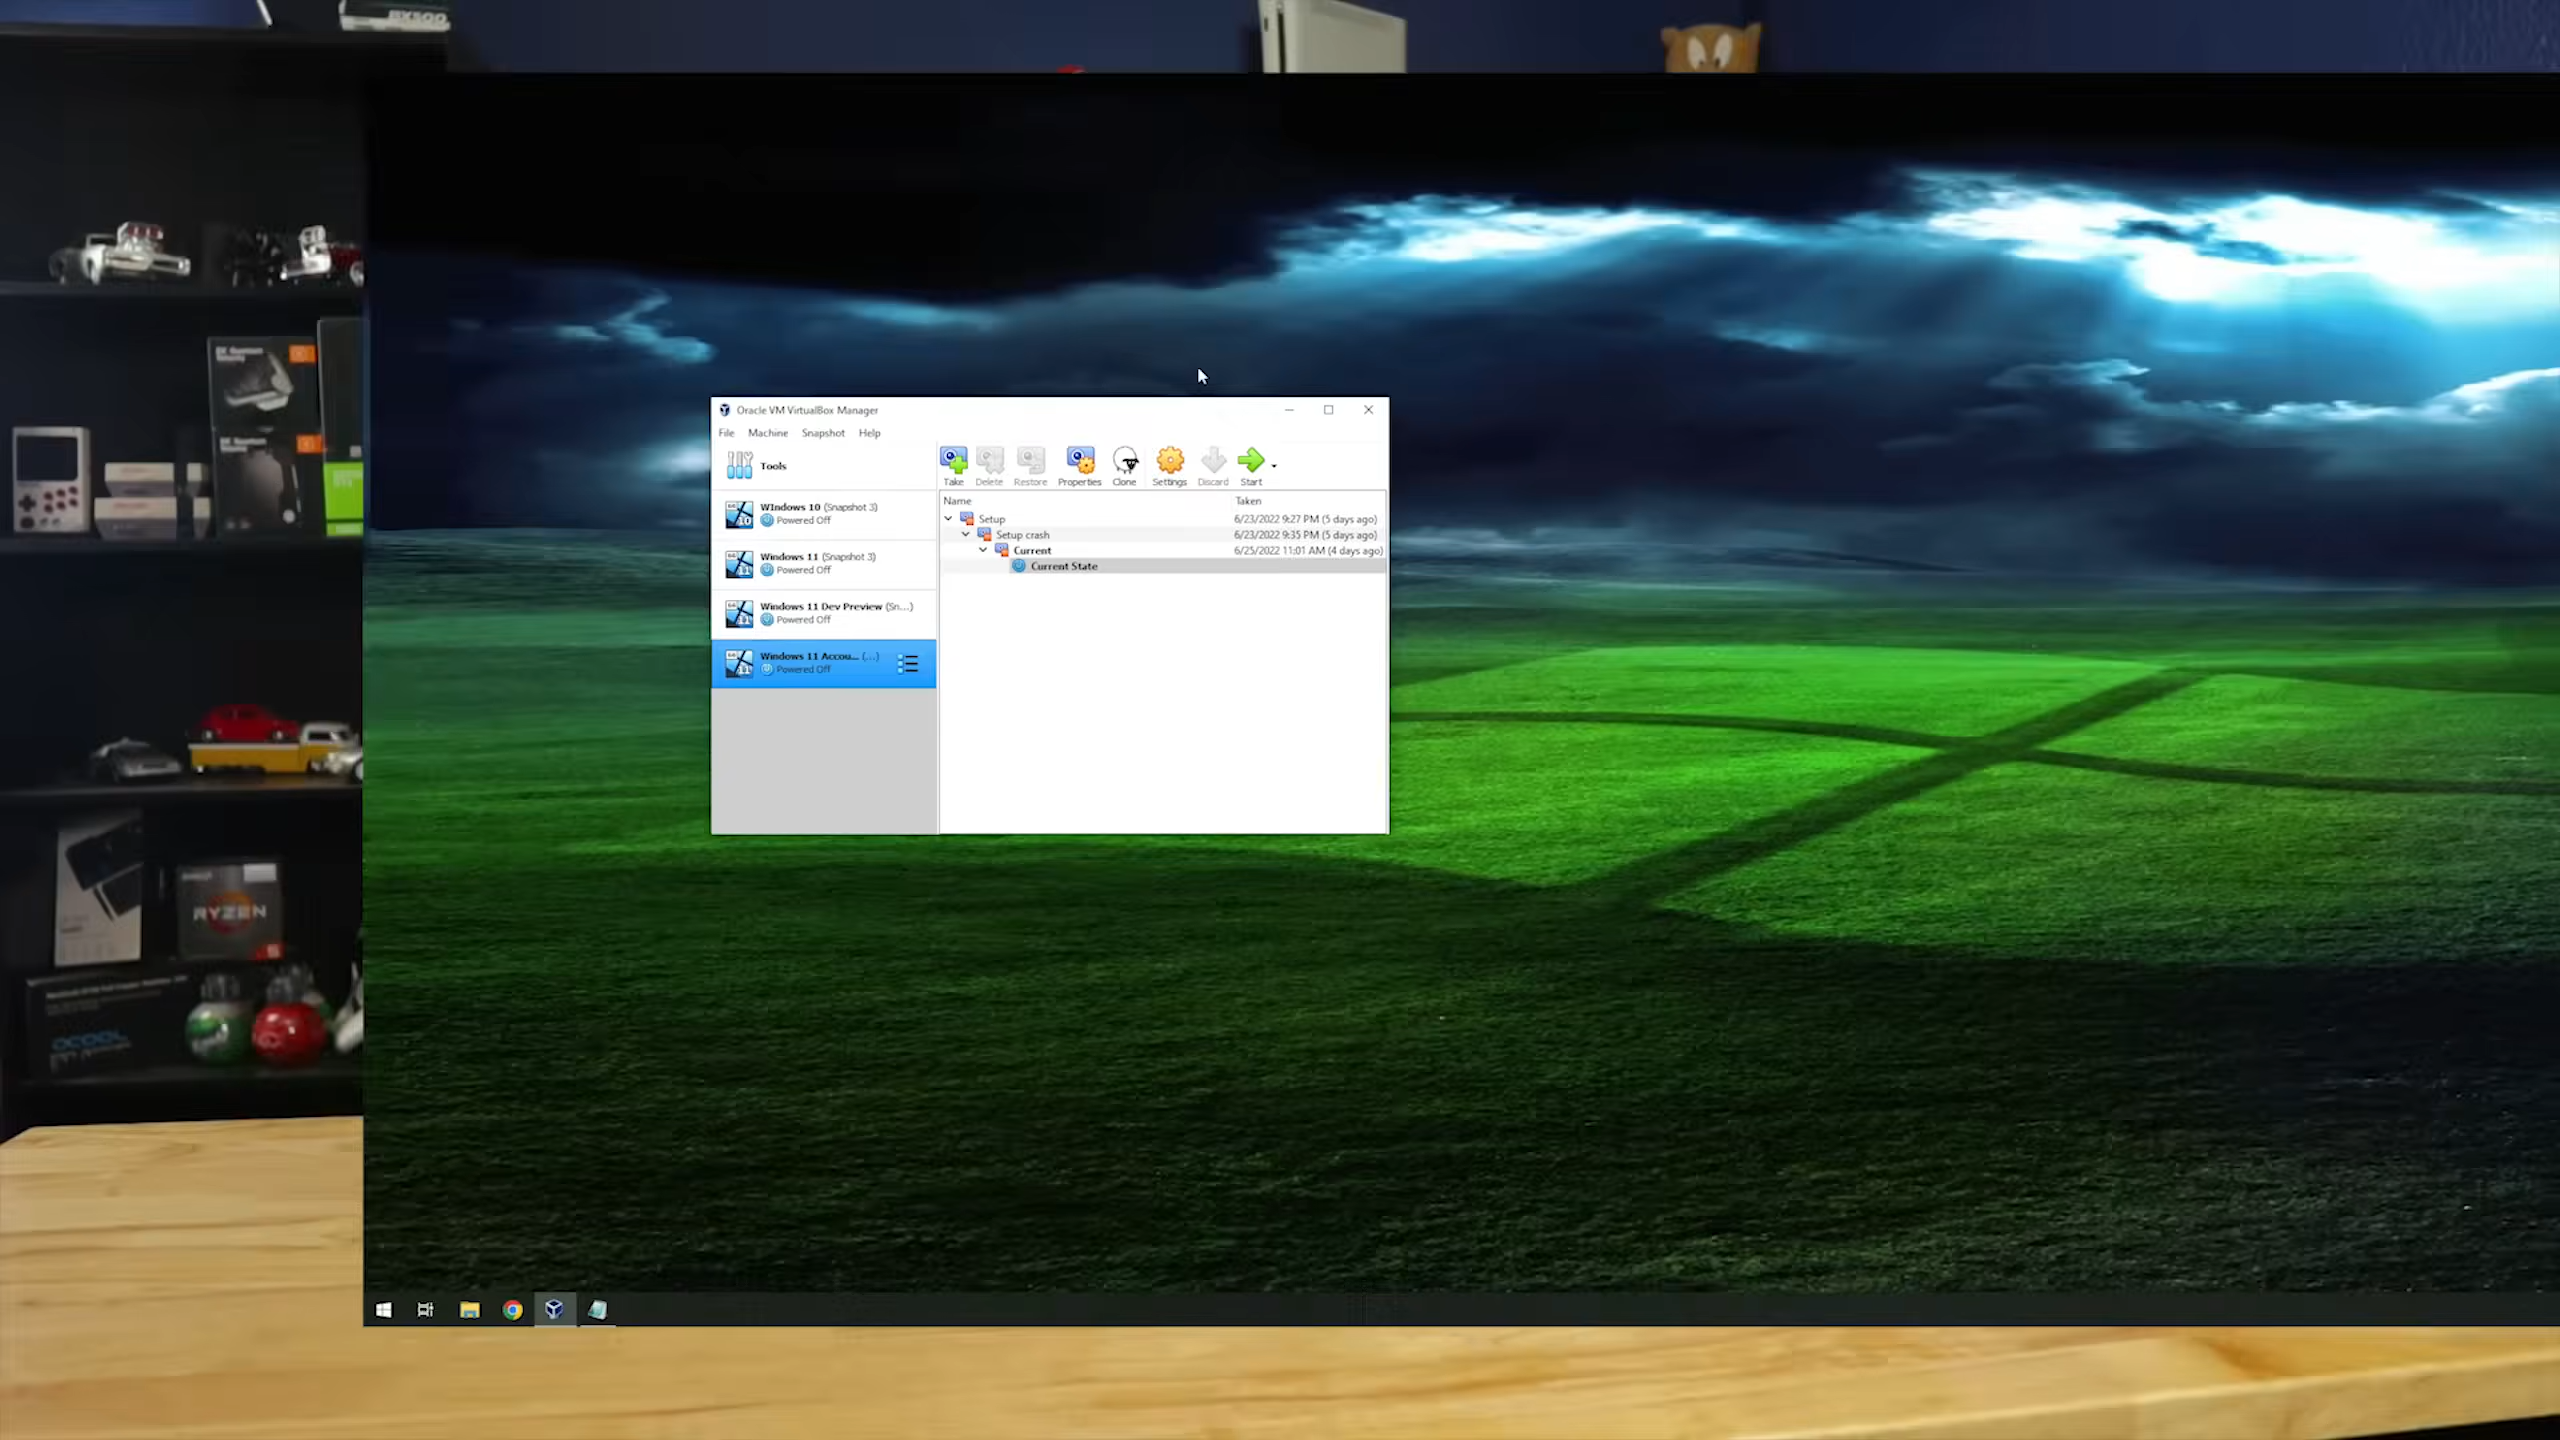 BX500
Oracle VM VirtualBox Manager
File Machine Snapshot Help
Tools
Take Delete Restore Properties Clone Settings Discard Start
Name Taken
Windows 10 (Snapshot 3)
Powered Off
Windows 11 (Snapshot 3)
Powered Off
Windows 11 Dev Preview (Sn...)
Powered Off
Windows 11 Accou... (...)
Powered Off
Setup 6/23/2022 9:27 PM (5 days ago)
Setup crash 6/23/2022 9:35 PM (5 days ago)
Current 6/25/2022 11:01 AM (4 days ago)
Current State
RYZEN